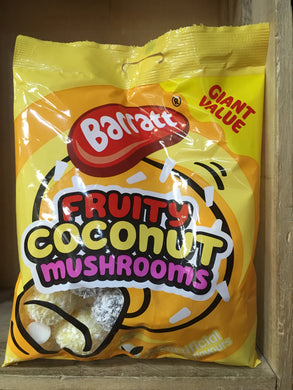 Barratt
®
GIANT
VALUE
FRUITY
COCONUT
MUSHROOMS